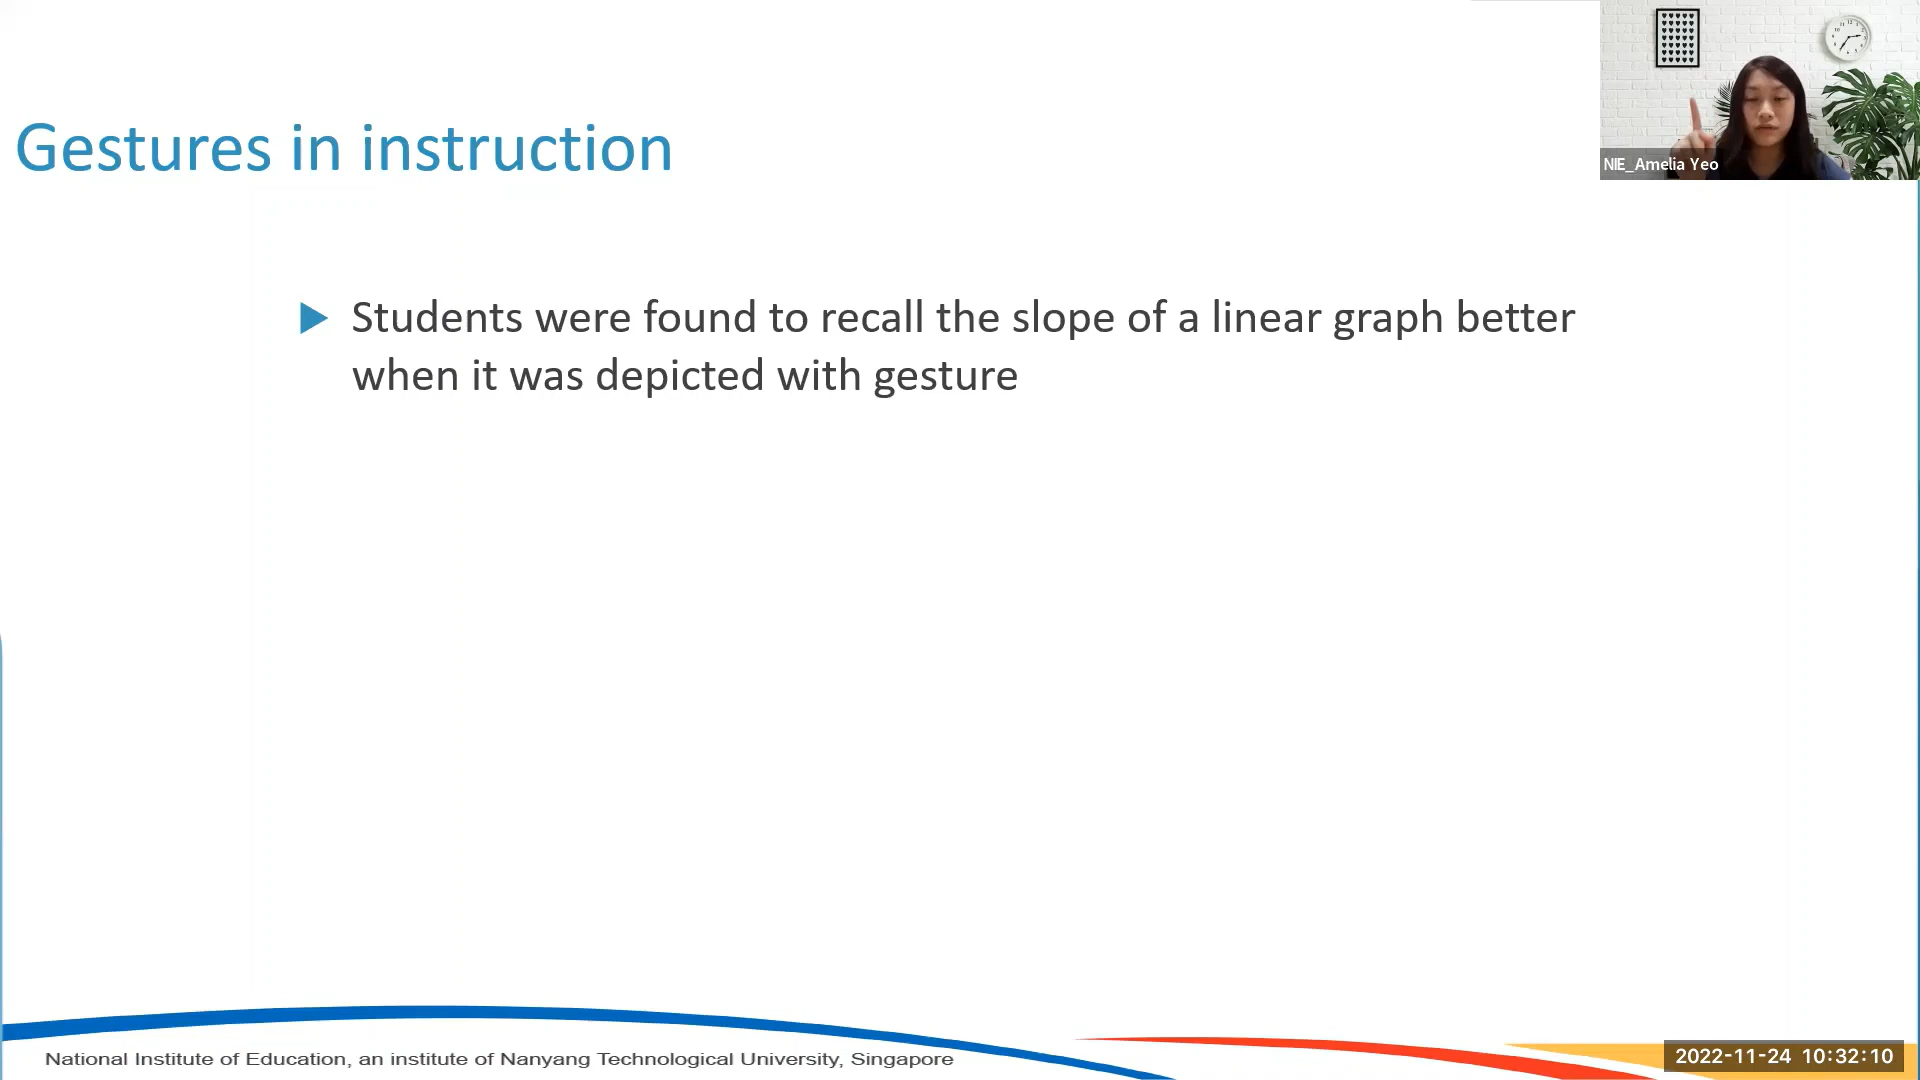 Gestures in instruction
NIE_Amelia Yeo
Students were found to recall the slope of a linear graph better
when it was depicted with gesture
National Institute of Education, an institute of Nanyang Technological University, Singapore
2022-11-24 10:32:10